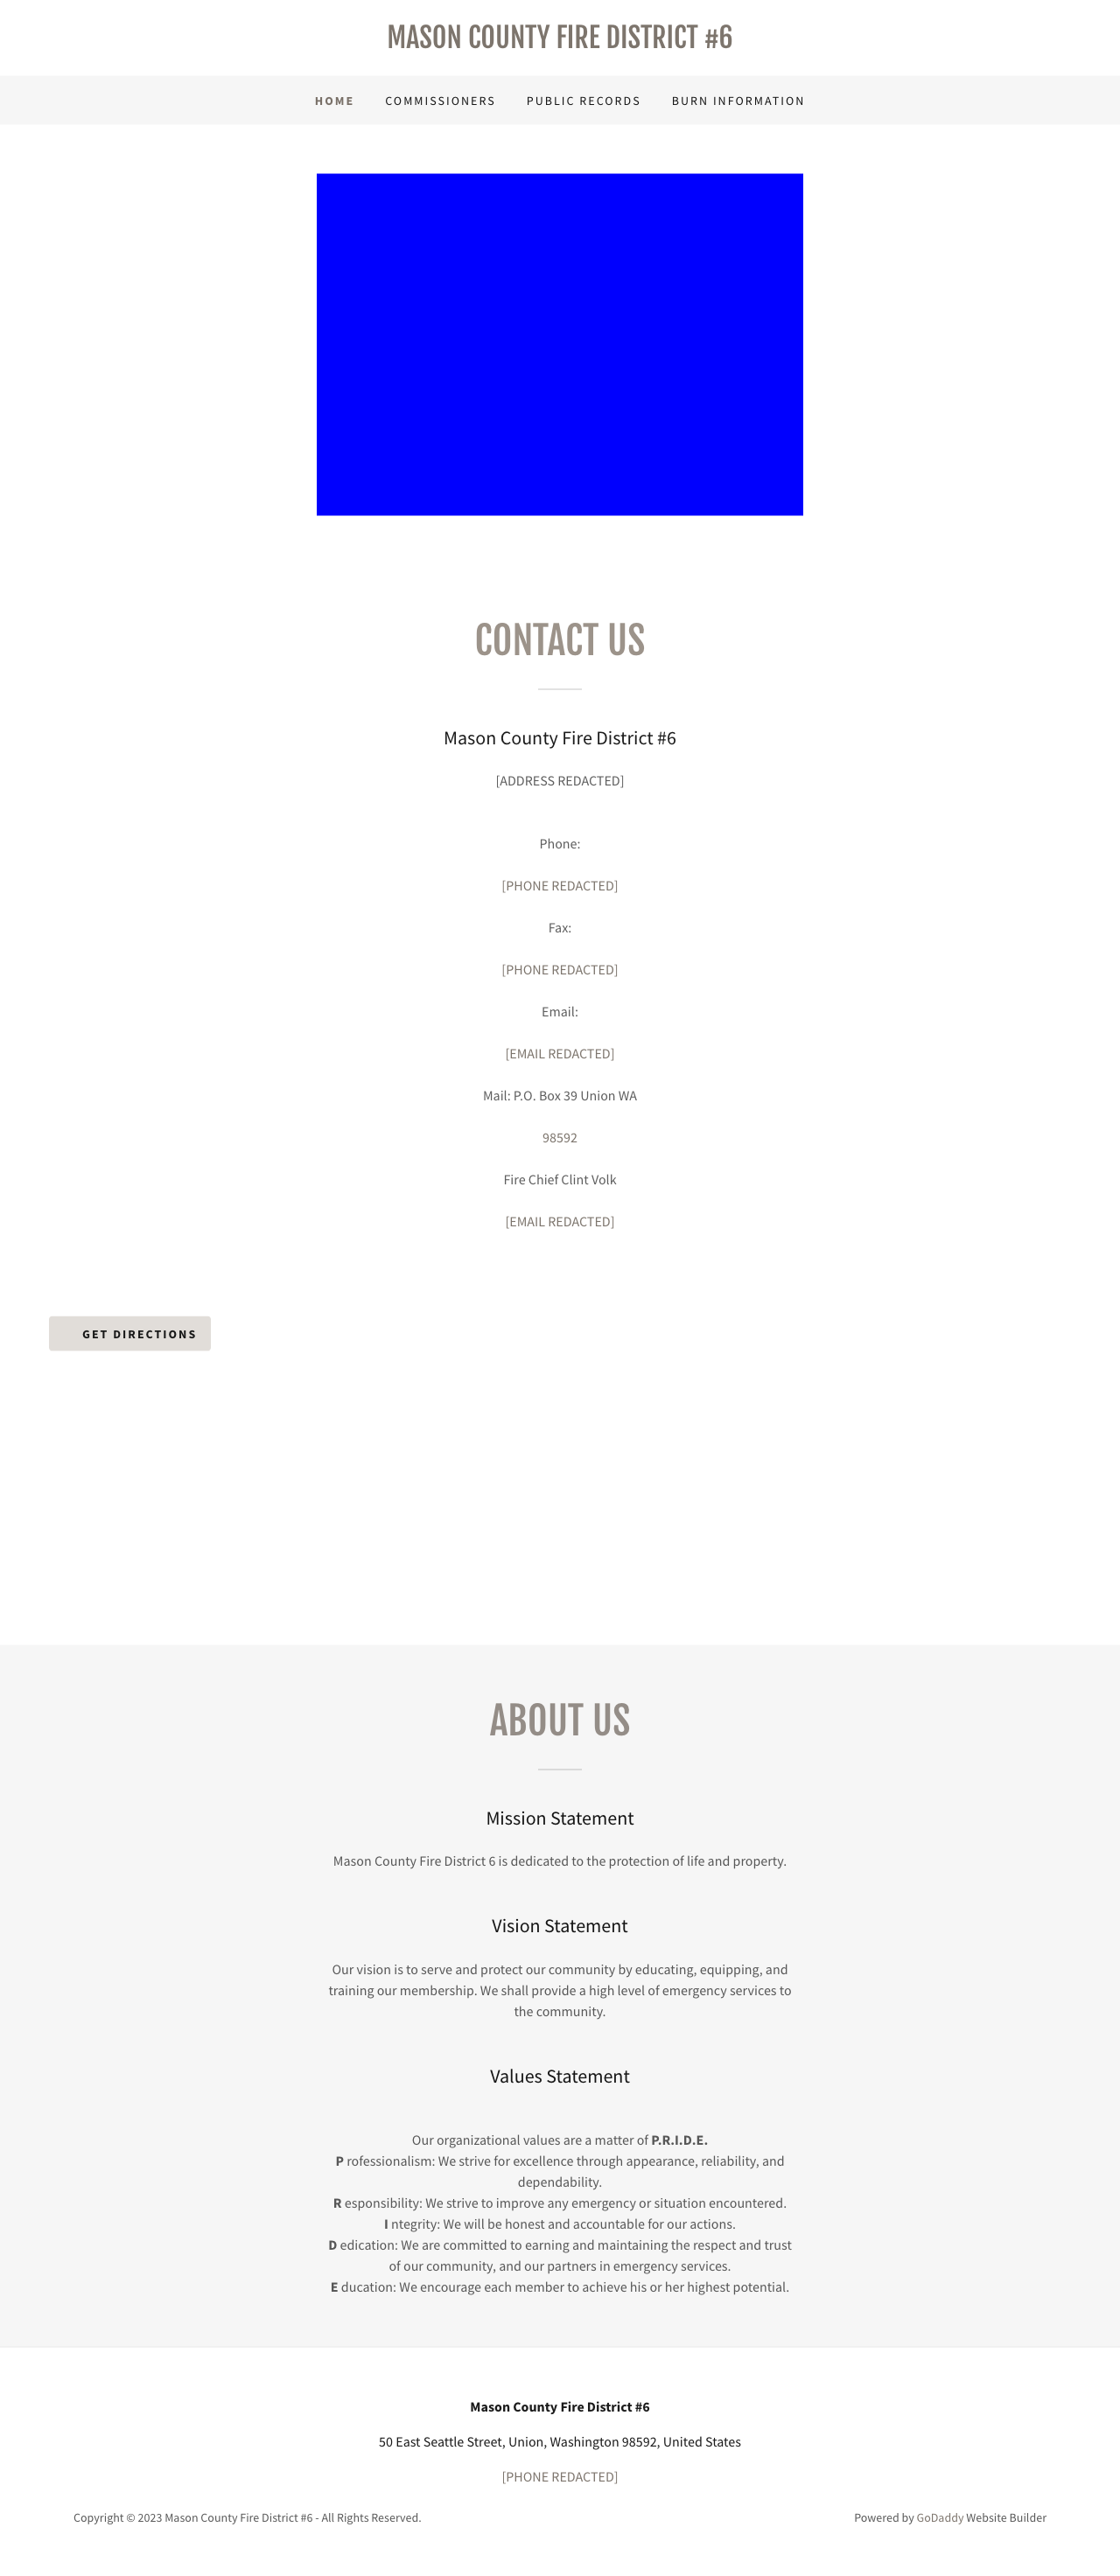 MASON COUNTY FIRE DISTRICT #6
HOME COMMISSIONERS PUBLIC RECORDS BURN INFORMATION
CONTACT US
Mason County Fire District #6
[ADDRESS REDACTED]
Phone:
[PHONE REDACTED]
Fax:
[PHONE REDACTED]
Email:
[EMAIL REDACTED]
Mail: P.O. Box 39 Union WA
98592
Fire Chief Clint Volk
[EMAIL REDACTED]
GET DIRECTIONS
ABOUT US
Mission Statement
Mason County Fire District 6 is dedicated to the protection of life and property.
Vision Statement
Our vision is to serve and protect our community by educating, equipping, and
training our membership. We shall provide a high level of emergency services to
the community.
Values Statement
Our organizational values are a matter of P.R.I.D.E.
P rofessionalism: We strive for excellence through appearance, reliability, and
dependability.
R esponsibility: We strive to improve any emergency or situation encountered.
I ntegrity: We will be honest and accountable for our actions.
D edication: We are committed to earning and maintaining the respect and trust
of our community, and our partners in emergency services.
E ducation: We encourage each member to achieve his or her highest potential.
Mason County Fire District #6
50 East Seattle Street, Union, Washington 98592, United States
[PHONE REDACTED]
Copyright © 2023 Mason County Fire District #6 - All Rights Reserved.
Powered by GoDaddy Website Builder